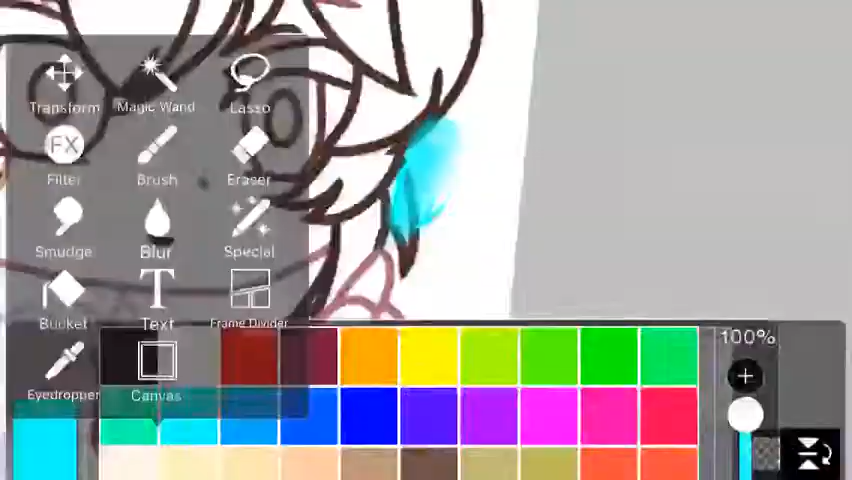 Transform Magic Wand Lasso
FX
Filter Brush Eraser
Smudge Blur Special
T
Bucket Text Frame Divider
100%
Eyedropper Canvas